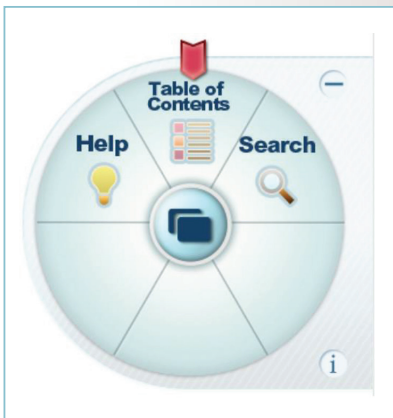 Table of
Contents
Help
Search
i